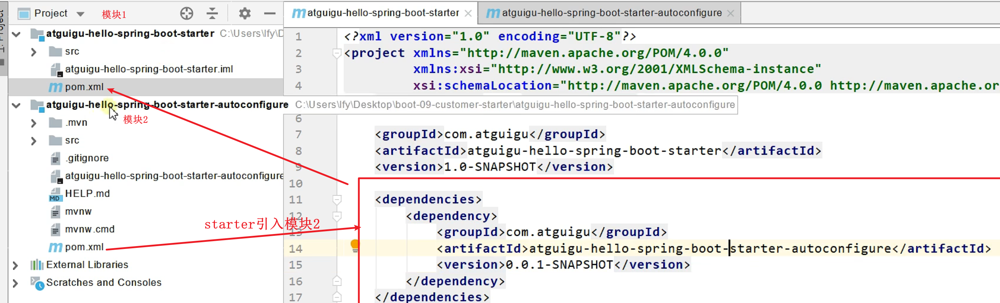 Project
模块1
atguigu-hello-spring-boot-starter C:\Users\lfy\D
src
atguigu-hello-spring-boot-starter.iml
pom.xml
atguigu-hello-spring-boot-starter-autoconfigure C:\Users\lfy\Desktop\boot-09-customer-starter\atguigu-hello-spring-boot-starter-autoconfigure
模块2
.mvn
src
.gitignore
atguigu-hello-spring-boot-starter-autoconfigure
HELP.md
mvnw
mvnw.cmd
pom.xml
External Libraries
Scratches and Consoles
starter引入模块2
atguigu-hello-spring-boot-starter
atguigu-hello-spring-boot-starter-autoconfigure
1 <?xml version="1.0" encoding="UTF-8"?>
2 <project xmlns="http://maven.apache.org/POM/4.0.0"
3 xmlns:xsi="http://www.w3.org/2001/XMLSchema-instance"
4 xsi:schemaLocation="http://maven.apache.org/POM/4.0.0 http://maven.apache.or
6
7 <groupId>com.atguigu</groupId>
8 <artifactId>atguigu-hello-spring-boot-starter</artifactId>
9 <version>1.0-SNAPSHOT</version>
10
11 <dependencies>
12 <dependency>
13 <groupId>com.atguigu</groupId>
14 <artifactId>atguigu-hello-spring-boot-starter-autoconfigure</artifactId>
15 <version>0.0.1-SNAPSHOT</version>
16 </dependency>
17 </dependencies>